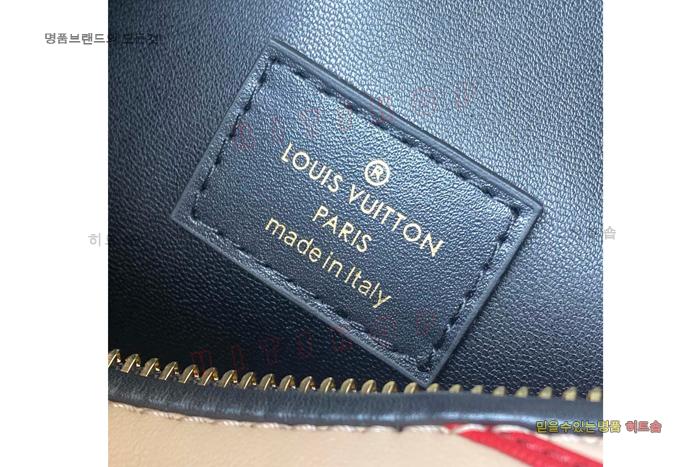 명품브랜드의 모든것!
®
LOUIS VUITTON
PARIS
made in Italy
믿을수있는명품 히트숍